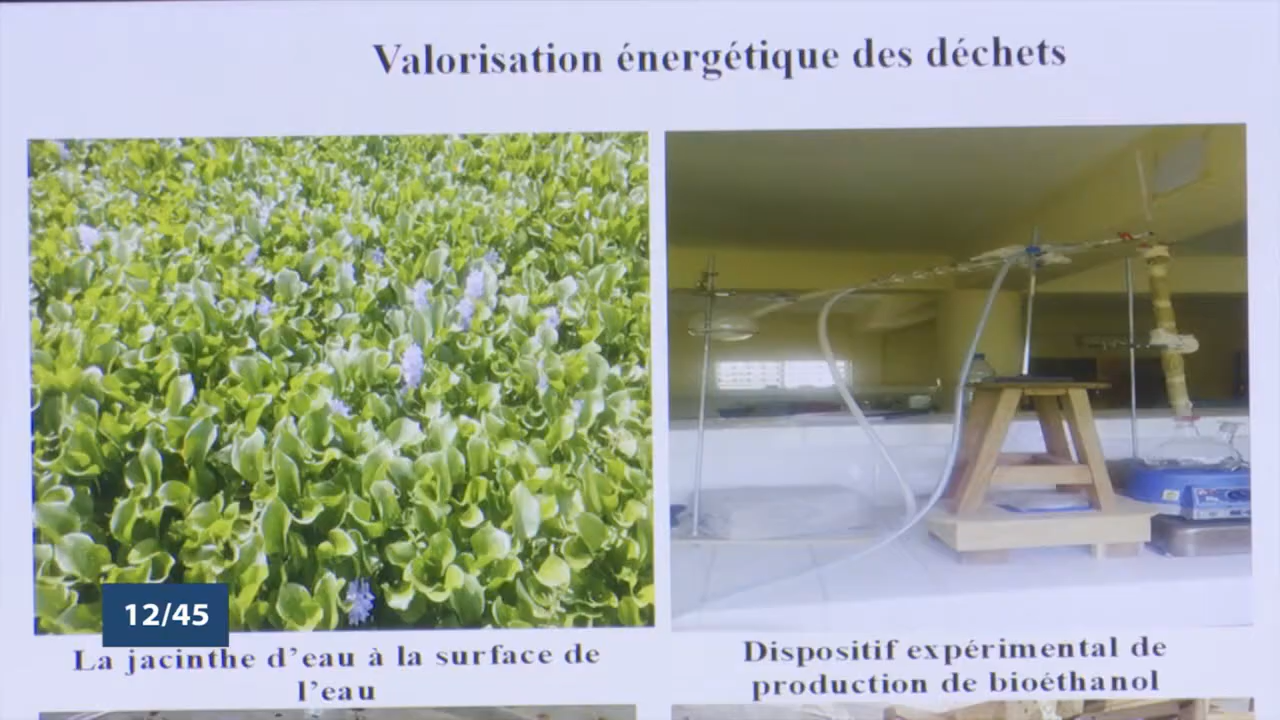 Valorisation énergétique des déchets
12/45
La jacinthe d'eau à la surface de
l'eau
Dispositif expérimental de
production de bioéthanol